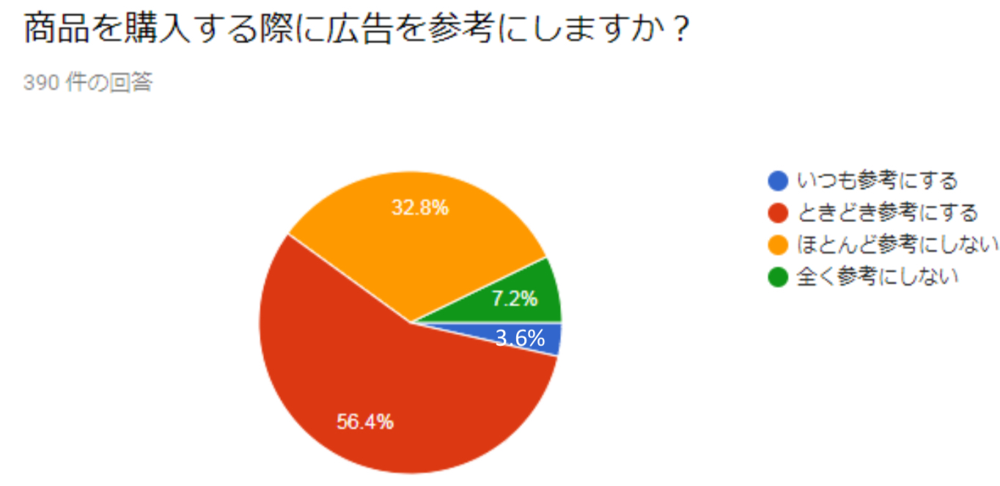 商品を購入する際に広告を参考にしますか？
390 件の回答
32.8%
7.2%
3.6%
56.4%
いつも参考にする
ときどき参考にする
ほとんど参考にしない
全く参考にしない